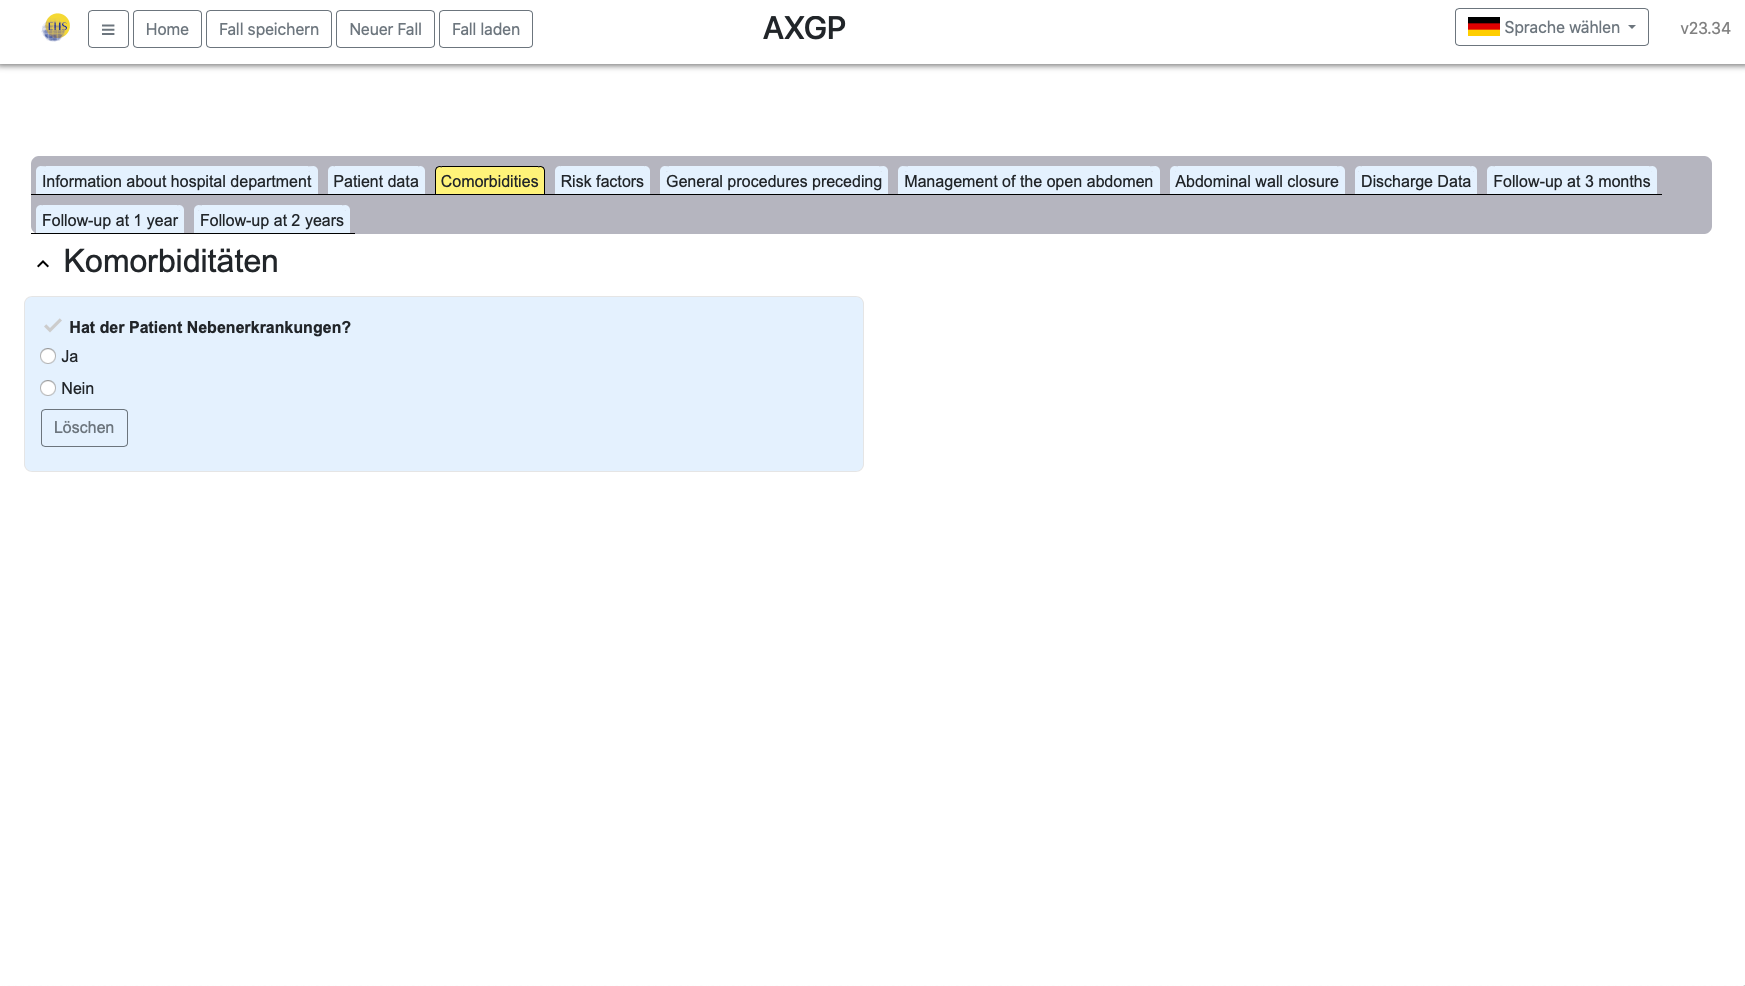 EHS
☰ Home Fall speichern Neuer Fall Fall laden AXGP Sprache wählen v23.34
Information about hospital department Patient data Comorbidities Risk factors General procedures preceding Management of the open abdomen Abdominal wall closure Discharge Data Follow-up at 3 months
Follow-up at 1 year Follow-up at 2 years
Komorbiditäten
Hat der Patient Nebenerkrankungen?
Ja
Nein
Löschen